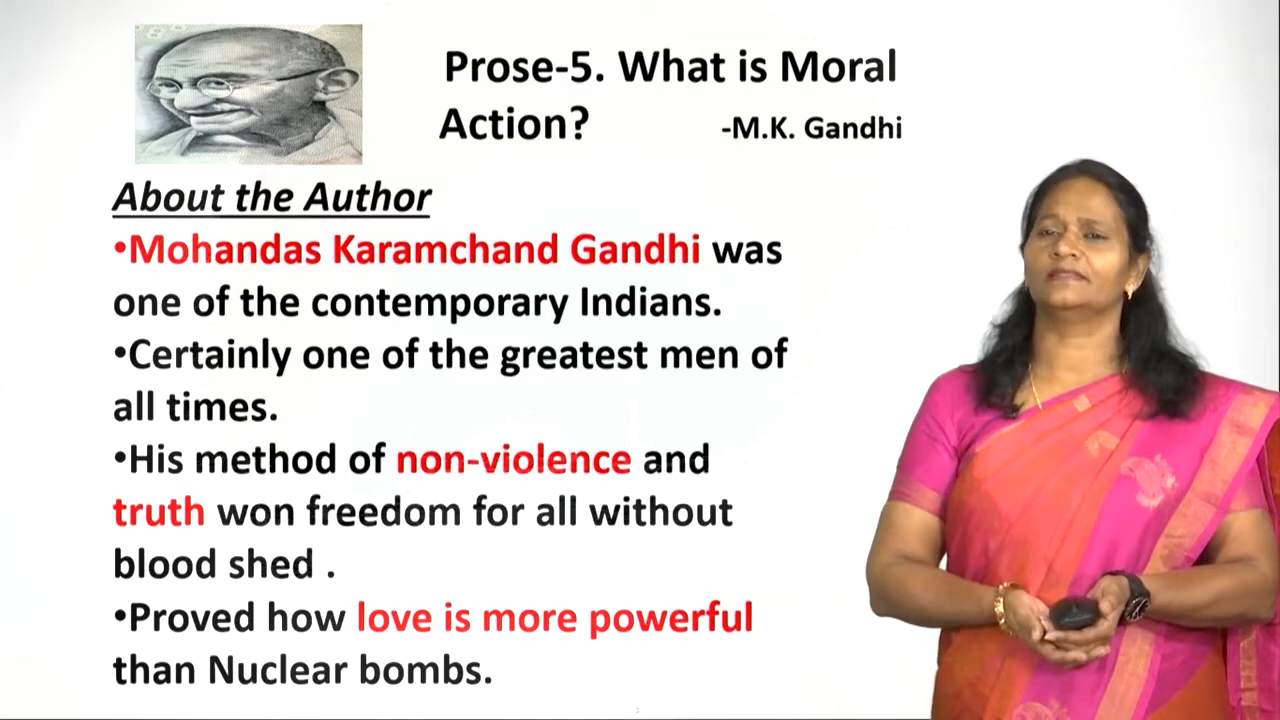 Prose-5. What is Moral
Action? -M.K. Gandhi
About the Author
•Mohandas Karamchand Gandhi was
one of the contemporary Indians.
•Certainly one of the greatest men of
all times.
•His method of non-violence and
truth won freedom for all without
blood shed .
•Proved how love is more powerful
than Nuclear bombs.